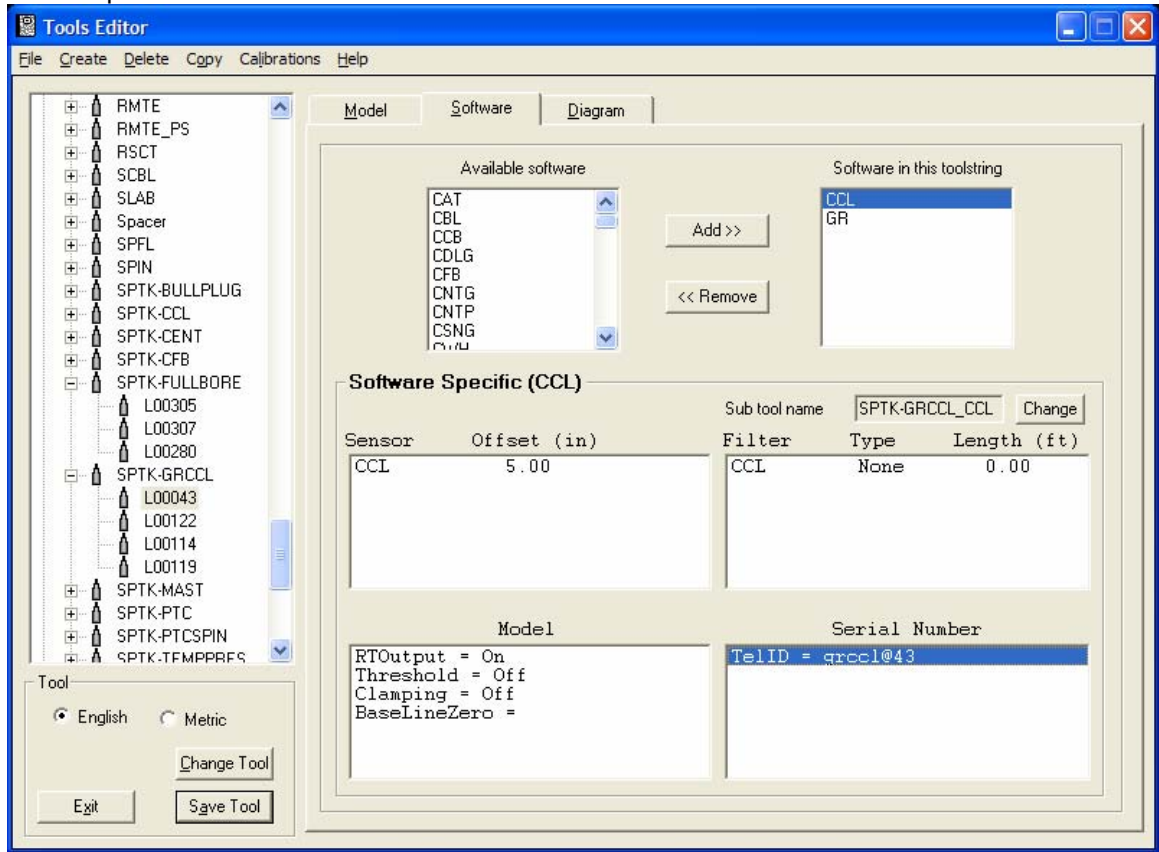 Tools Editor
File Create Delete Copy Calibrations Help
RMTE
RMTE_PS
RSCT
SCBL
SLAB
Spacer
SPFL
SPIN
SPTK-BULLPLUG
SPTK-CCL
SPTK-CENT
SPTK-CFB
SPTK-FULLBORE
L00305
L00307
L00280
SPTK-GRCCL
L00043
L00122
L00114
L00119
SPTK-MAST
SPTK-PTC
SPTK-PTCSPIN
SPTK-TEMPPRES
Tool
English Metric
Change Tool
Exit Save Tool
Model Software Diagram
Available software
CAT
CBL
CCB
CDLG
CFB
CNTG
CNTP
CSNG
Add >>
<< Remove
Software in this toolstring
CCL
GR
Software Specific (CCL)
Sub tool name SPTK-GRCCL_CCL Change
Sensor Offset (in)
CCL 5.00
Filter Type Length (ft)
CCL None 0.00
Model
RTOutput = On
Threshold = Off
Clamping = Off
BaseLineZero =
Serial Number
TelID = grccl@43